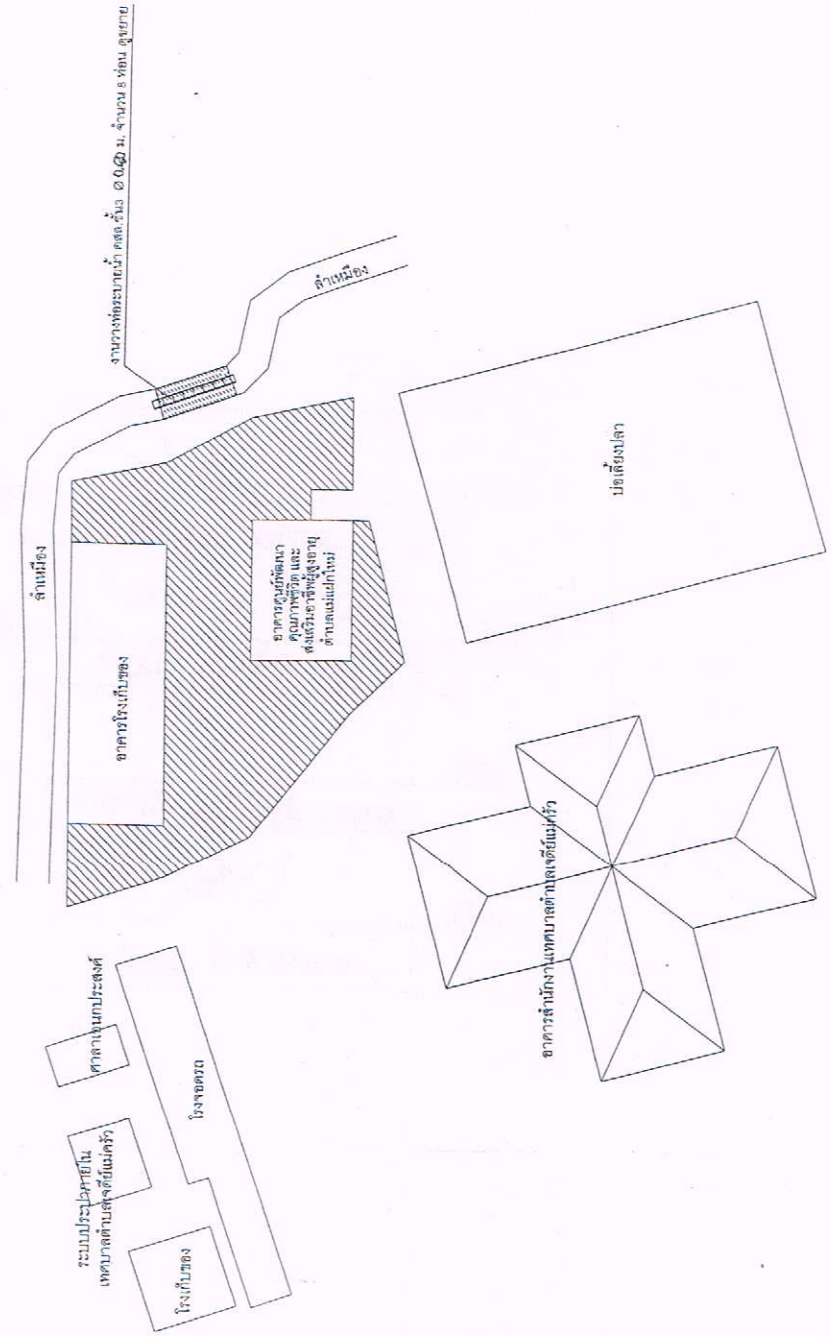 งานวางท่อระบายน้ำ คสล.ชั้น3 Ø 0.60 ม. จำนวน 8 ท่อน ดูขยาย
ลำเหมือง
ลำเหมือง
อาคารโรงเก็บของ
อาคารศูนย์พัฒนา
คุณภาพชีวิต และ
ส่งเสริมอาชีพผู้สูงอายุ
ตำบลแม่แฝกใหม่
บ่อเลี้ยงปลา
ศาลาอเนกประสงค์
โรงจอดรถ
ระบบประปาภายใน
เทศบาลตำบลเจดีย์แม่ครัว
โรงเก็บของ
อาคารสำนักงานเทศบาลตำบลเจดีย์แม่ครัว